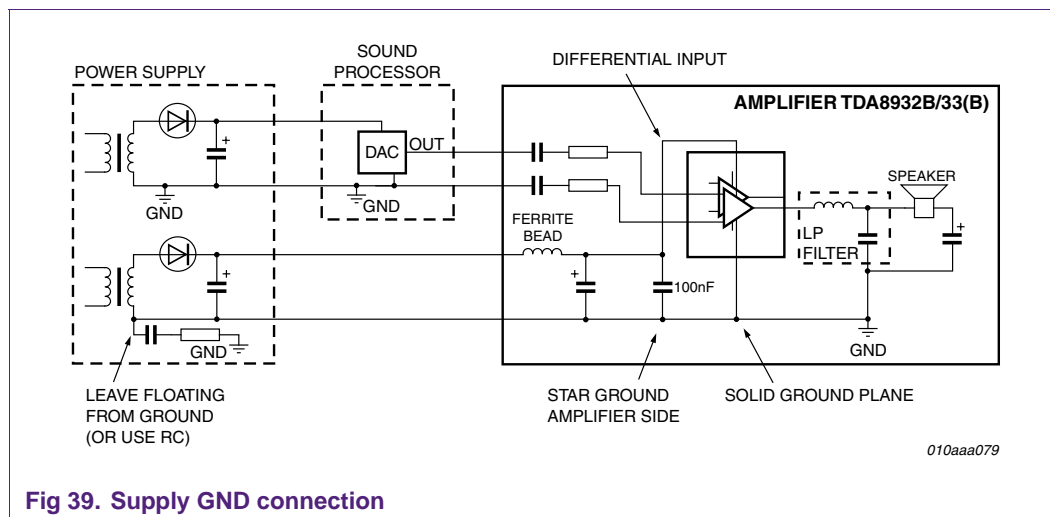 POWER SUPPLY
SOUND
PROCESSOR
DIFFERENTIAL INPUT
AMPLIFIER TDA8932B/33(B)
+
DAC
OUT
GND
GND
SPEAKER
+
FERRITE
BEAD
LP
FILTER
+
+
100nF
GND
GND
LEAVE FLOATING
FROM GROUND
(OR USE RC)
STAR GROUND
AMPLIFIER SIDE
SOLID GROUND PLANE
010aaa079
Fig 39. Supply GND connection